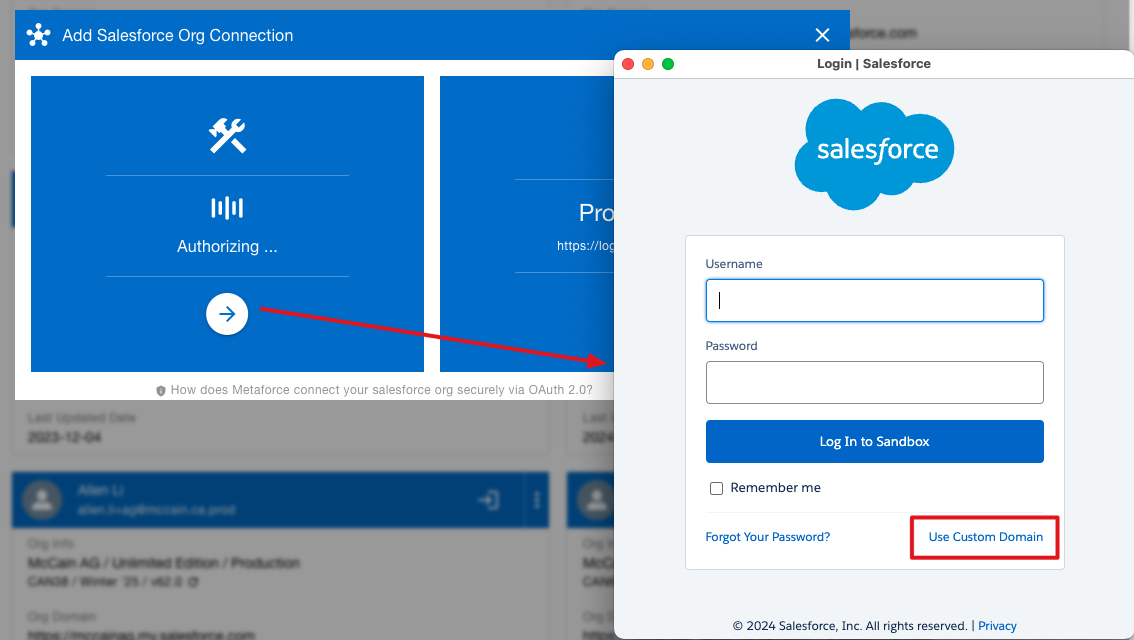 Add Salesforce Org Connection
Authorizing ...
How does Metaforce connect your salesforce org securely via OAuth 2.0?
Pro
https://log
Login | Salesforce
salesforce
Username
Password
Log In to Sandbox
Remember me
Forgot Your Password?
Use Custom Domain
© 2024 Salesforce, Inc. All rights reserved. | Privacy
Last Updated Date
2023-12-04
Last
2024
Allen Li
allen.li+ag@mccain.ca.prod
Org Info
McCain AG / Unlimited Edition / Production
CAN38 / Winter '25 / v62.0
Org Domain
https://mccainag.my.salesforce.com